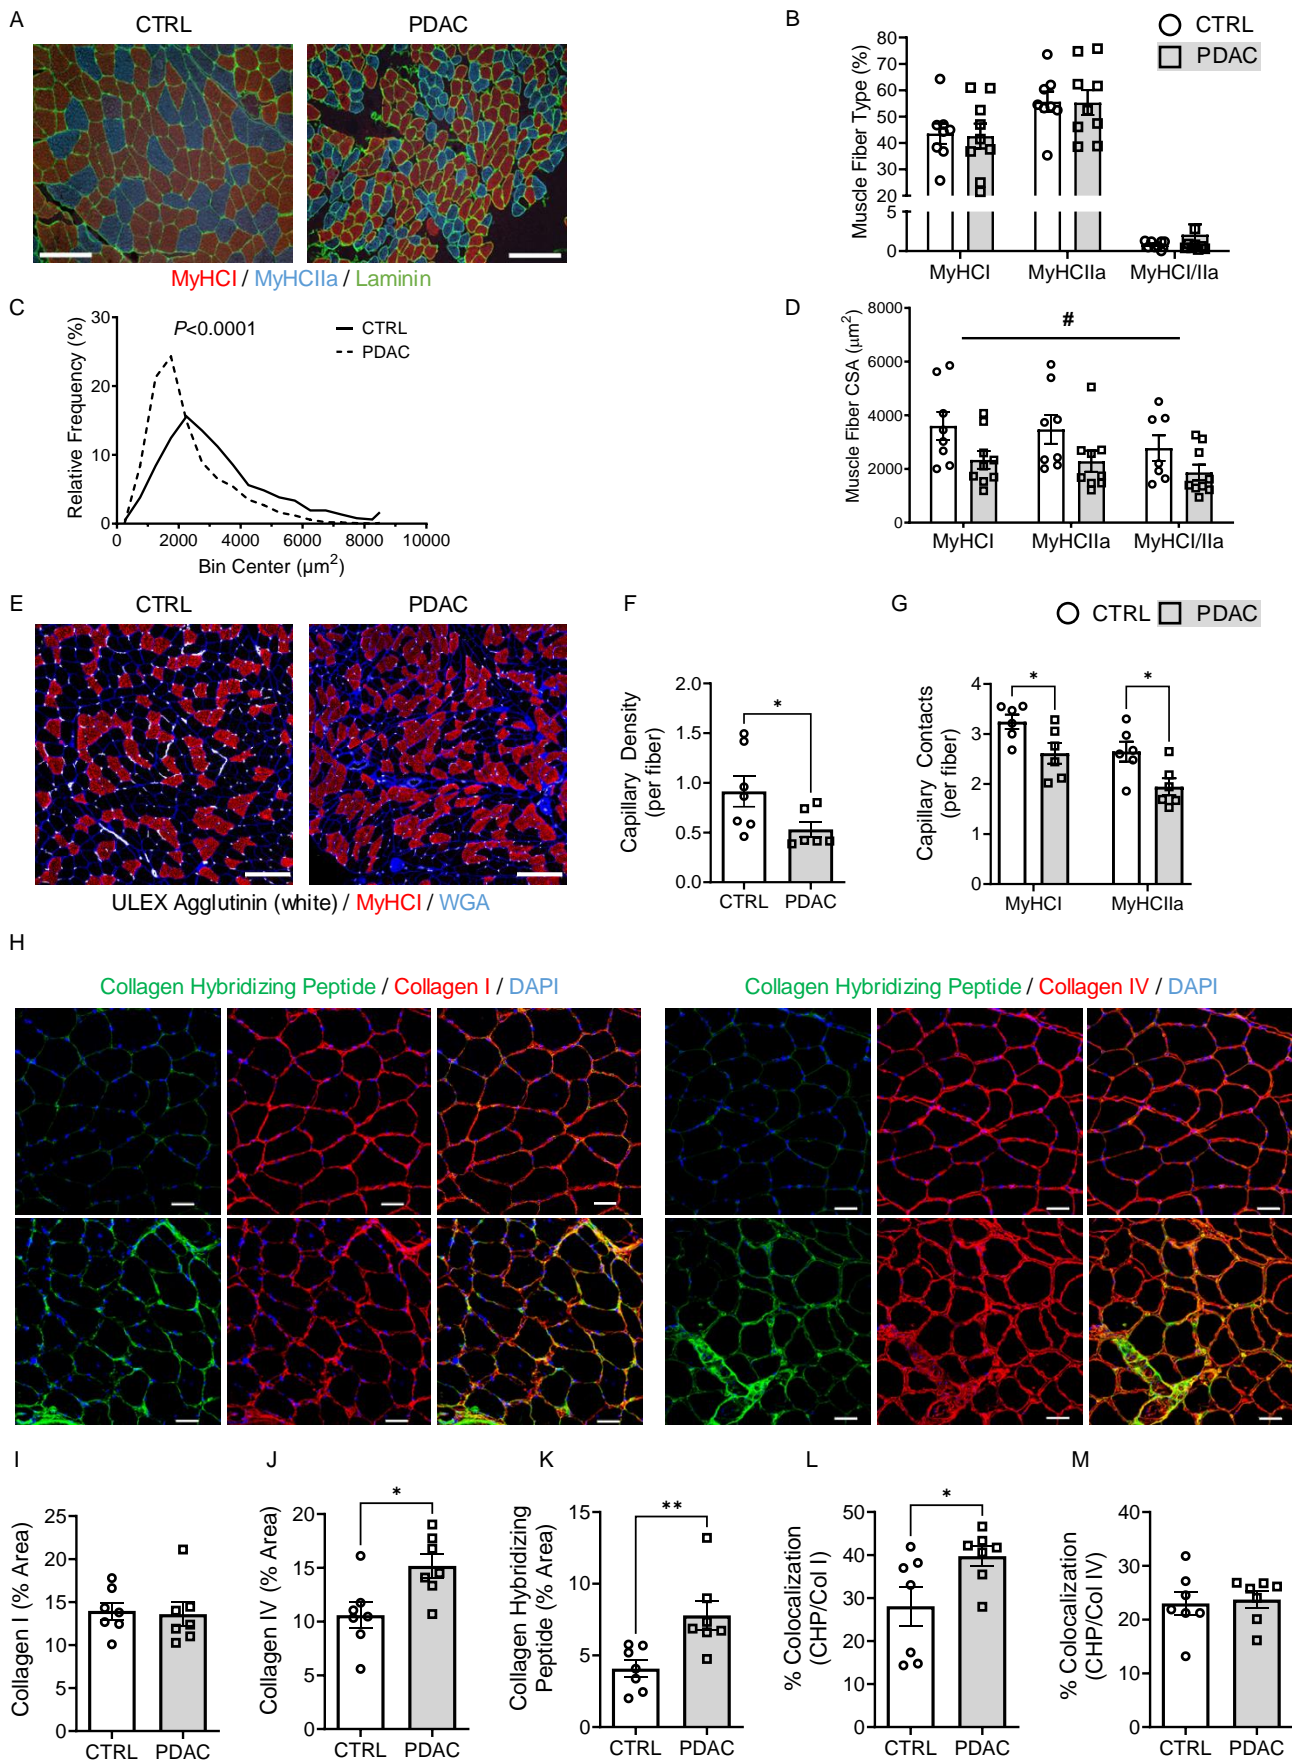 A
CTRL
PDAC
MyHCI / MyHCIIa / Laminin
B
CTRL
PDAC
Muscle Fiber Type (%)
80
70
60
50
40
30
20
5
0
MyHCI
MyHCIIa
MyHCI/IIa
C
P<0.0001
CTRL
PDAC
Relative Frequency (%)
30
20
10
0
0
2000
4000
6000
8000
10000
Bin Center (µm²)
D
#
Muscle Fiber CSA (µm²)
8000
6000
4000
2000
0
MyHCI
MyHCIIa
MyHCI/IIa
E
CTRL
PDAC
ULEX Agglutinin (white) / MyHCI / WGA
F
*
Capillary Density
(per fiber)
2.0
1.5
1.0
0.5
0.0
CTRL
PDAC
G
CTRL
PDAC
*
*
Capillary Contacts
(per fiber)
4
3
2
1
0
MyHCI
MyHCIIa
H
Collagen Hybridizing Peptide / Collagen I / DAPI
Collagen Hybridizing Peptide / Collagen IV / DAPI
I
Collagen I (% Area)
25
20
15
10
5
0
CTRL
PDAC
J
*
Collagen IV (% Area)
20
15
10
5
0
CTRL
PDAC
K
**
Collagen Hybridizing
Peptide (% Area)
15
10
5
0
CTRL
PDAC
L
*
% Colocalization
(CHP/Col I)
50
40
30
20
10
0
CTRL
PDAC
M
% Colocalization
(CHP/Col IV)
40
30
20
10
0
CTRL
PDAC